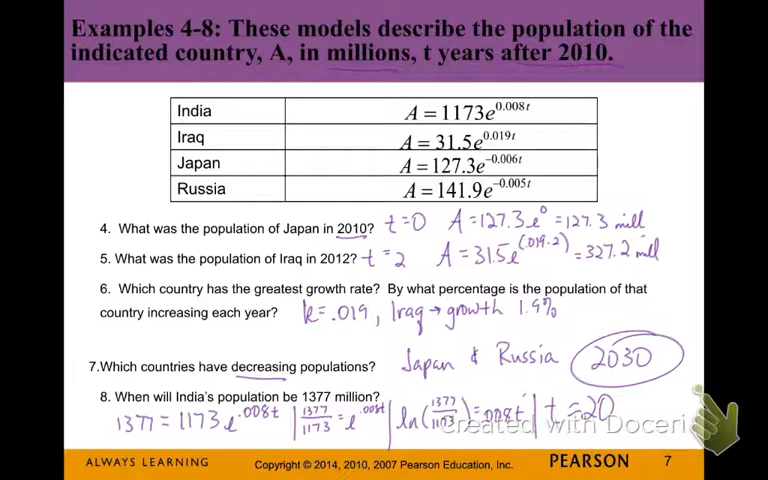 Examples 4-8: These models describe the population of the
indicated country, A, in millions, t years after 2010.
India A = 1173e^0.008t
Iraq A = 31.5e^0.019t
Japan A = 127.3e^-0.006t
Russia A = 141.9e^-0.005t
4. What was the population of Japan in 2010? t=0 A=127.3e^0=127.3 mill
5. What was the population of Iraq in 2012? t=2 A=31.5e^(.019·2)=327.2 mill
6. Which country has the greatest growth rate? By what percentage is the population of that
country increasing each year? k=.019, Iraq→growth 1.9%
7.Which countries have decreasing populations? Japan & Russia 2030
8. When will India's population be 1377 million?
1377=1173e^.008t | 1377/1173=e^.008t | ln(1377/1173)=.008t | t=20
Created with Doceri
ALWAYS LEARNING Copyright © 2014, 2010, 2007 Pearson Education, Inc. PEARSON 7